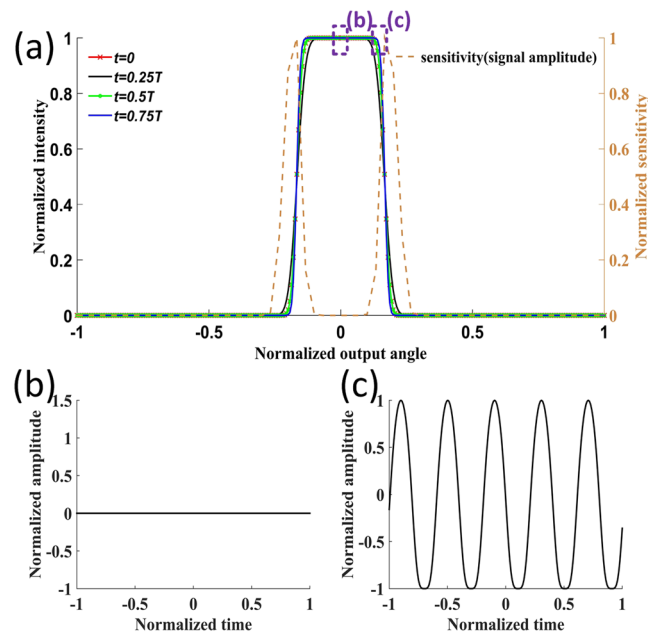 (a)
(b)
(c)
t=0
t=0.25T
t=0.5T
t=0.75T
sensitivity(signal amplitude)
1
0.8
0.6
0.4
0.2
0
Normalized intensity
1
0.8
0.6
0.4
0.2
0
Normalized sensitivity
-1 -0.5 0 0.5 1
Normalized output angle
(b)
1.5
1
0.5
0
-0.5
-1
Normalized amplitude
-1 0 1
Normalized time
(c)
1
0.5
0
-0.5
-1
Normalized amplitude
-1 -0.5 0 0.5 1
Normalized time